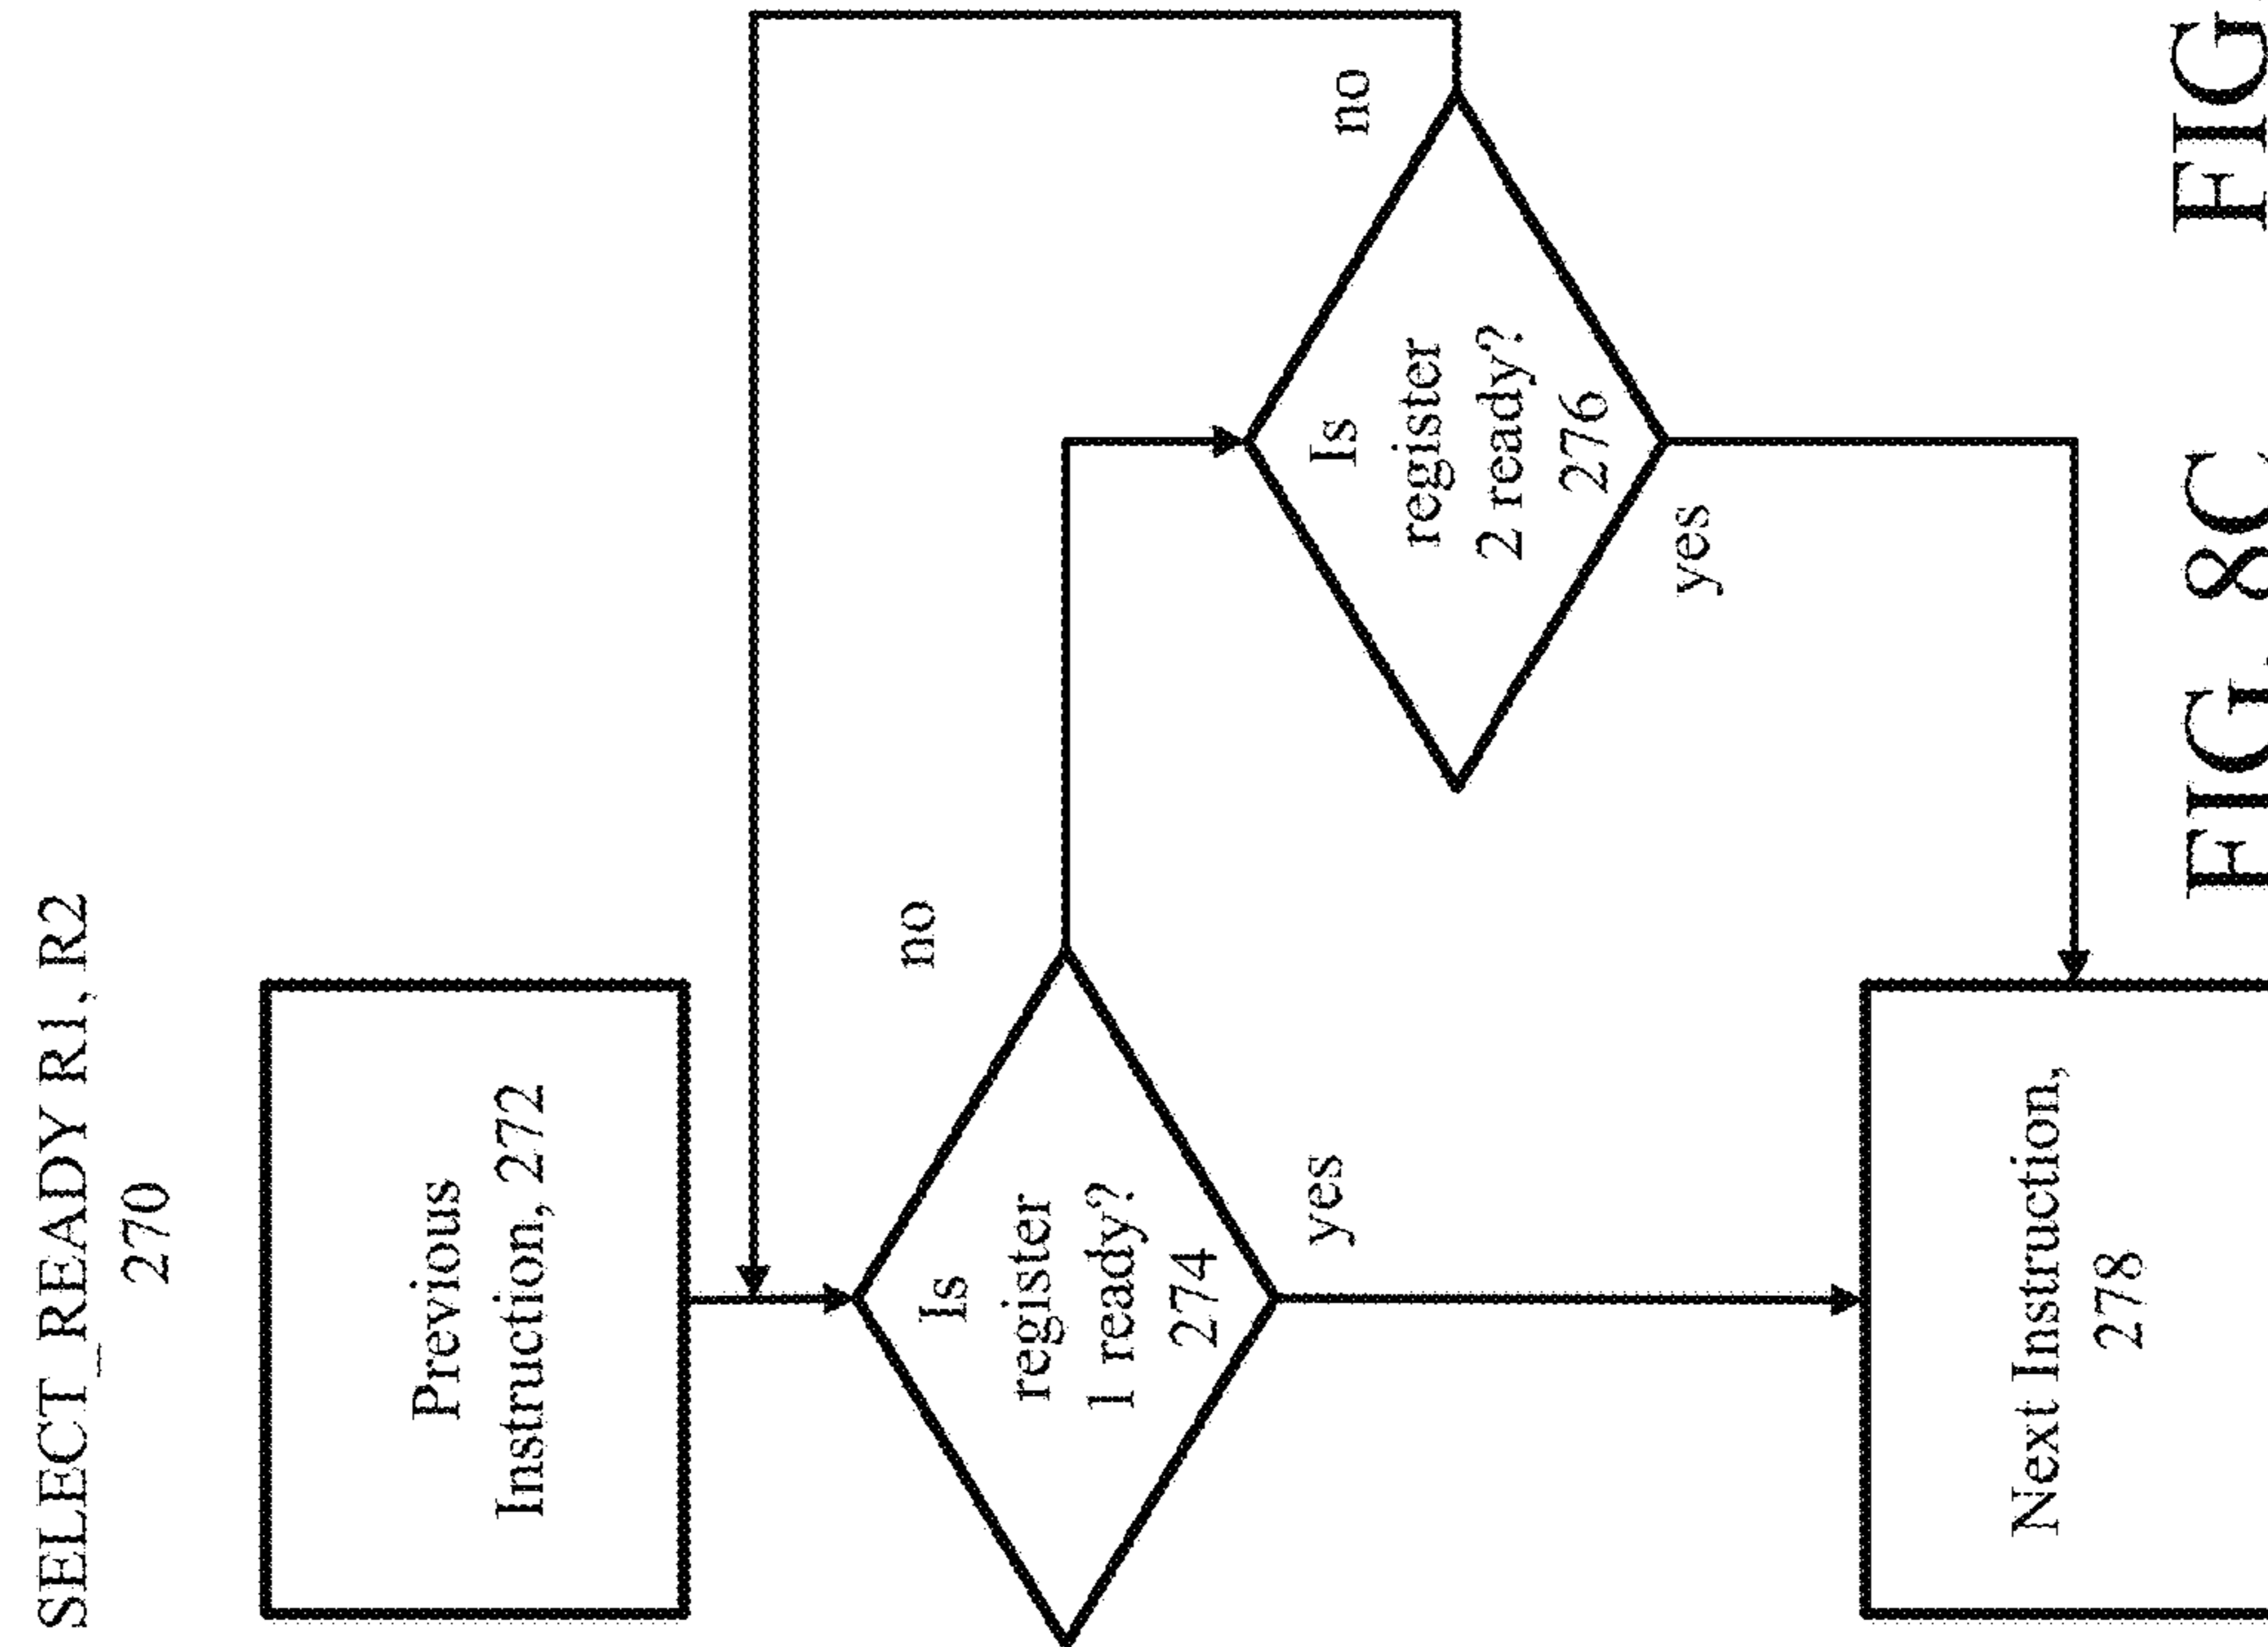 SELECT_READY R1, R2
270
Previous
Instruction, 272
Is
register
1 ready?
274
no
yes
Is
register
2 ready?
276
no
yes
Next Instruction,
278
FIG. 8C
FIG